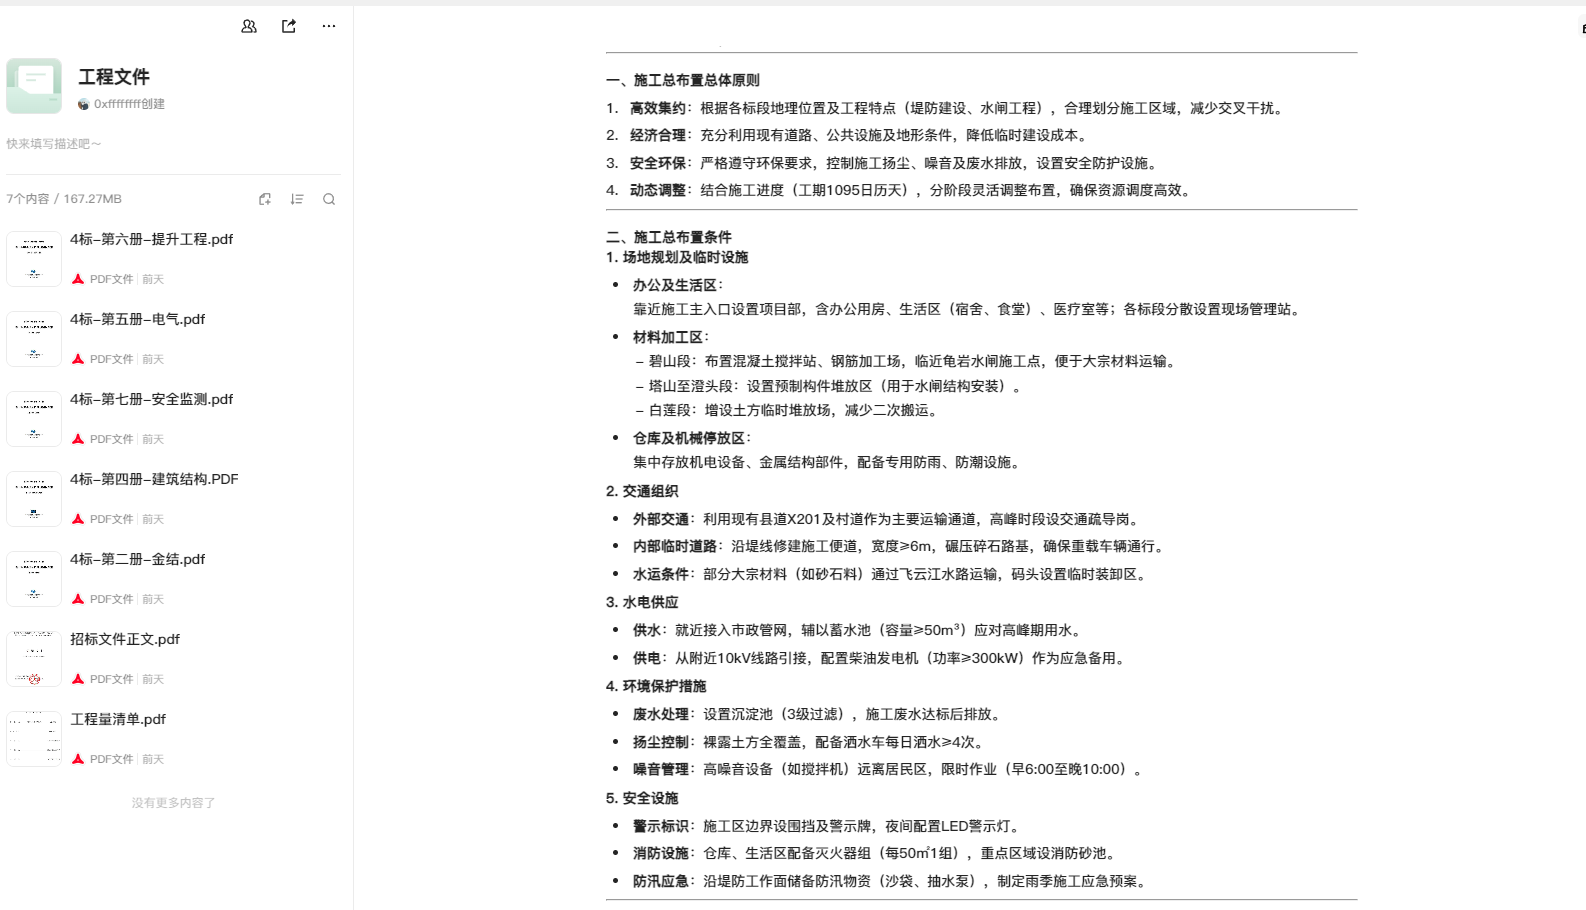 工程文件
0xffffffff创建
快来填写描述吧～
7个内容 / 167.27MB
4标-第六册-提升工程.pdf
PDF文件 前天
4标-第五册-电气.pdf
PDF文件 前天
4标-第七册-安全监测.pdf
PDF文件 前天
4标-第四册-建筑结构.PDF
PDF文件 前天
4标-第二册-金结.pdf
PDF文件 前天
招标文件正文.pdf
PDF文件 前天
工程量清单.pdf
PDF文件 前天
没有更多内容了
一、施工总布置总体原则
1. 高效集约：根据各标段地理位置及工程特点（堤防建设、水闸工程），合理划分施工区域，减少交叉干扰。
2. 经济合理：充分利用现有道路、公共设施及地形条件，降低临时建设成本。
3. 安全环保：严格遵守环保要求，控制施工扬尘、噪音及废水排放，设置安全防护设施。
4. 动态调整：结合施工进度（工期1095日历天），分阶段灵活调整布置，确保资源调度高效。
二、施工总布置条件
1. 场地规划及临时设施
• 办公及生活区：
靠近施工主入口设置项目部，含办公用房、生活区（宿舍、食堂）、医疗室等；各标段分散设置现场管理站。
• 材料加工区：
– 碧山段：布置混凝土搅拌站、钢筋加工场，临近龟岩水闸施工点，便于大宗材料运输。
– 塔山至澄头段：设置预制构件堆放区（用于水闸结构安装）。
– 白莲段：增设土方临时堆放场，减少二次搬运。
• 仓库及机械停放区：
集中存放机电设备、金属结构部件，配备专用防雨、防潮设施。
2. 交通组织
• 外部交通：利用现有县道X201及村道作为主要运输通道，高峰时段设交通疏导岗。
• 内部临时道路：沿堤线修建施工便道，宽度≥6m，碾压碎石路基，确保重载车辆通行。
• 水运条件：部分大宗材料（如砂石料）通过飞云江水路运输，码头设置临时装卸区。
3. 水电供应
• 供水：就近接入市政管网，辅以蓄水池（容量≥50m³）应对高峰期用水。
• 供电：从附近10kV线路引接，配置柴油发电机（功率≥300kW）作为应急备用。
4. 环境保护措施
• 废水处理：设置沉淀池（3级过滤），施工废水达标后排放。
• 扬尘控制：裸露土方全覆盖，配备洒水车每日洒水≥4次。
• 噪音管理：高噪音设备（如搅拌机）远离居民区，限时作业（早6:00至晚10:00）。
5. 安全设施
• 警示标识：施工区边界设围挡及警示牌，夜间配置LED警示灯。
• 消防设施：仓库、生活区配备灭火器组（每50㎡1组），重点区域设消防砂池。
• 防汛应急：沿堤防工作面储备防汛物资（沙袋、抽水泵），制定雨季施工应急预案。